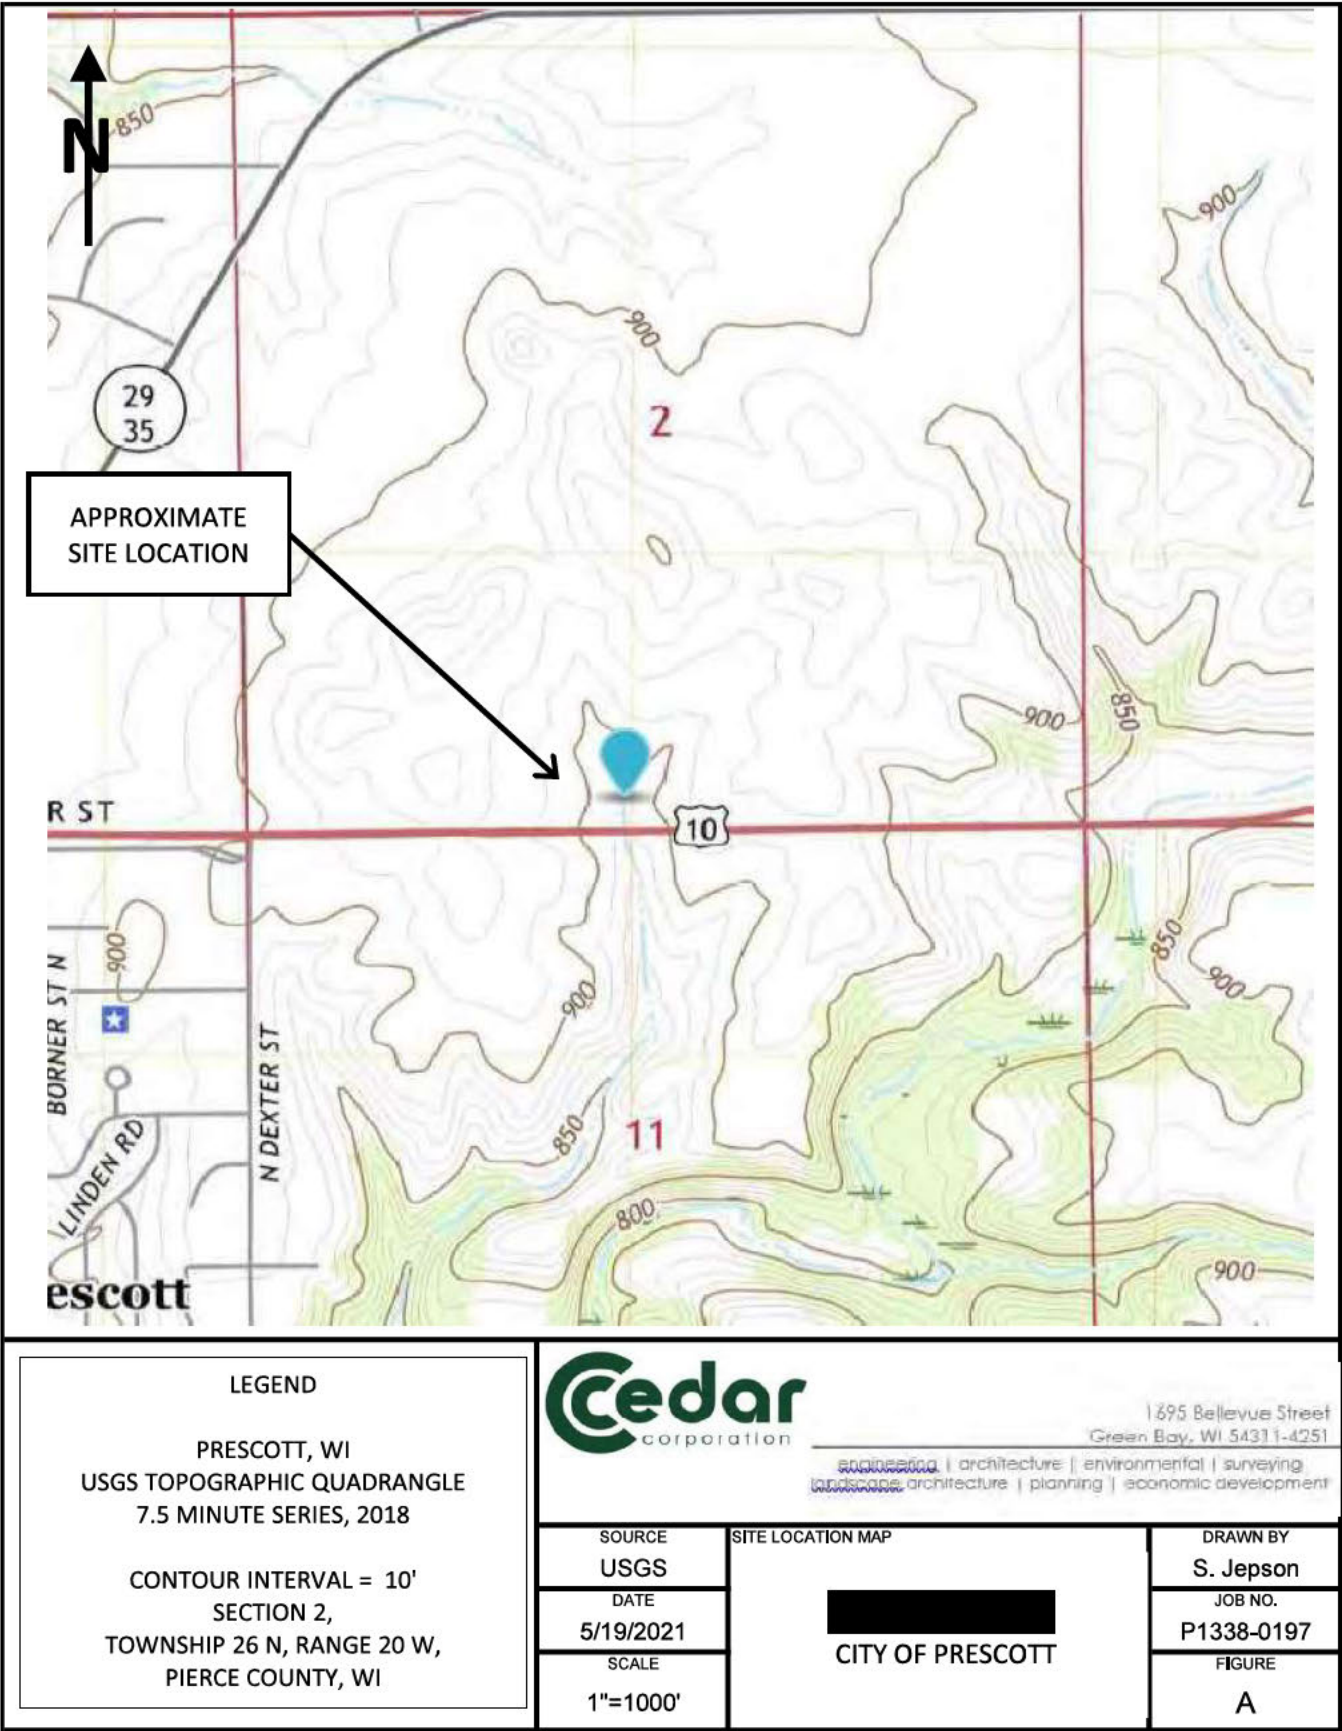 N
850
900
900
29
35
2
APPROXIMATE
SITE LOCATION
900
850
R ST
10
900
BORNER ST N
N DEXTER ST
900
850
900
850
11
LINDEN RD
800
escott
900
LEGEND
PRESCOTT, WI
USGS TOPOGRAPHIC QUADRANGLE
7.5 MINUTE SERIES, 2018
CONTOUR INTERVAL = 10'
SECTION 2,
TOWNSHIP 26 N, RANGE 20 W,
PIERCE COUNTY, WI
Cedar
corporation
1695 Bellevue Street
Green Bay, WI 54311-4251
engineering | architecture | environmental | surveying
landscape architecture | planning | economic development
SOURCE
USGS
DATE
5/19/2021
SCALE
1"=1000'
SITE LOCATION MAP
CITY OF PRESCOTT
DRAWN BY
S. Jepson
JOB NO.
P1338-0197
FIGURE
A